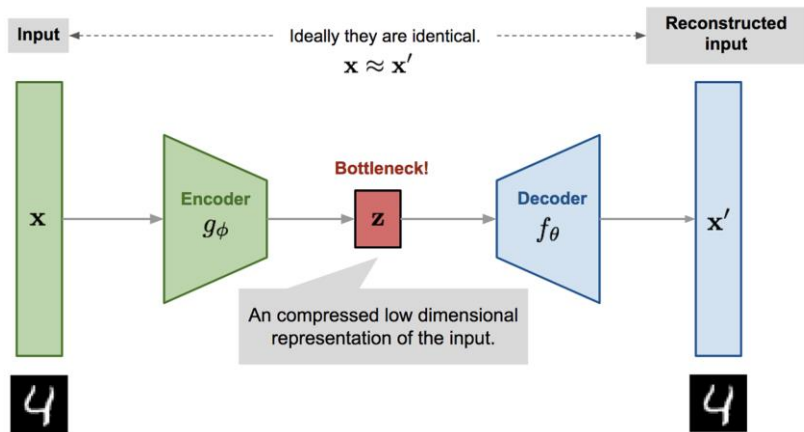 Input
Ideally they are identical.
x ≈ x′
Reconstructed
input
Bottleneck!
x
Encoder
gϕ
z
Decoder
fθ
x′
An compressed low dimensional
representation of the input.
4
4